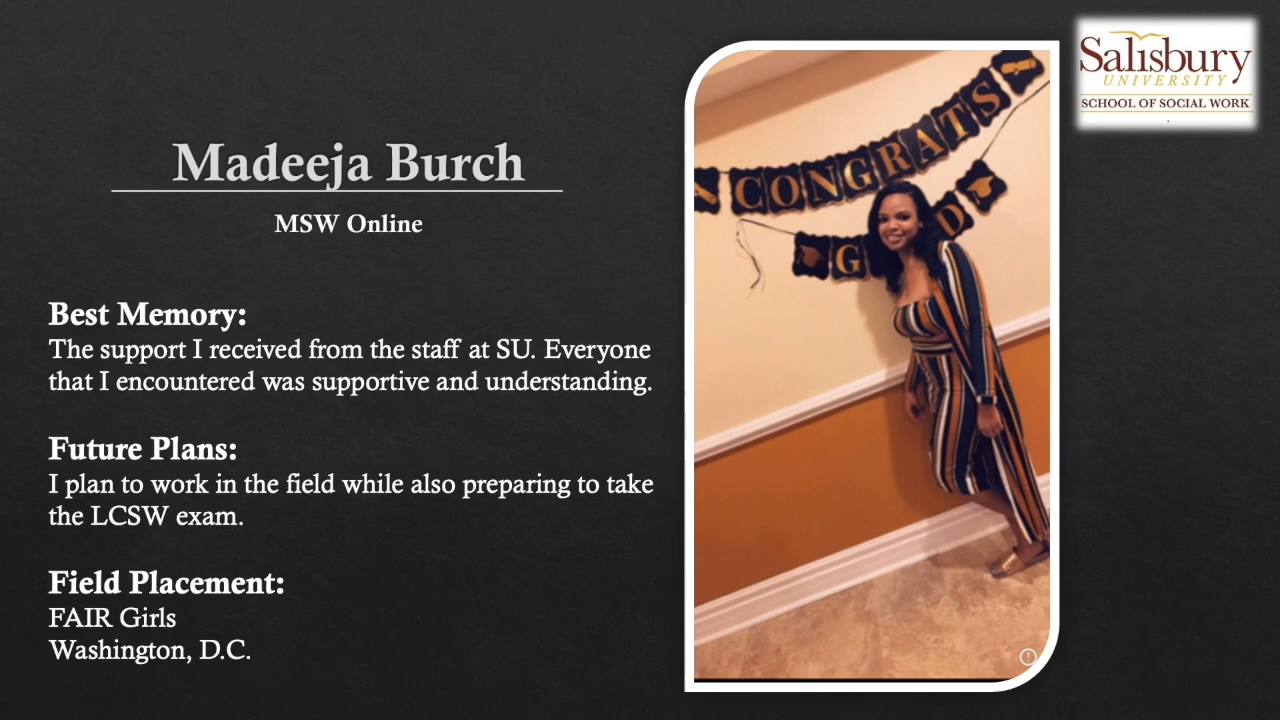 Salisbury
UNIVERSITY
SCHOOL OF SOCIAL WORK
Madeeja Burch
MSW Online
Best Memory:
The support I received from the staff at SU. Everyone
that I encountered was supportive and understanding.
Future Plans:
I plan to work in the field while also preparing to take
the LCSW exam.
Field Placement:
FAIR Girls
Washington, D.C.
CONGRATS
G D